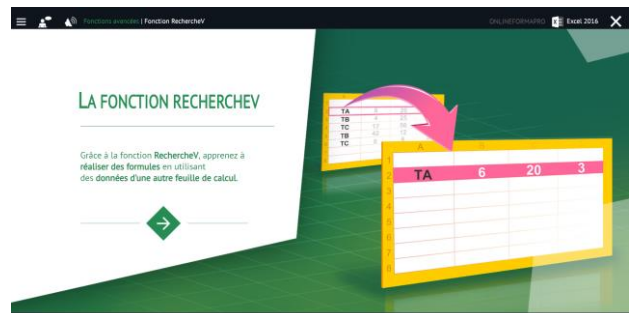 Fonctions avancées | Fonction RechercheV
ONLINEFORMAPRO
Excel 2016
LA FONCTION RECHERCHEV
Grâce à la fonction RechercheV, apprenez à
réaliser des formules en utilisant
des données d'une autre feuille de calcul.
TA
TB
TC
TB
TC
A
1
2 TA 6 20 3
3
4
5
6
7
8